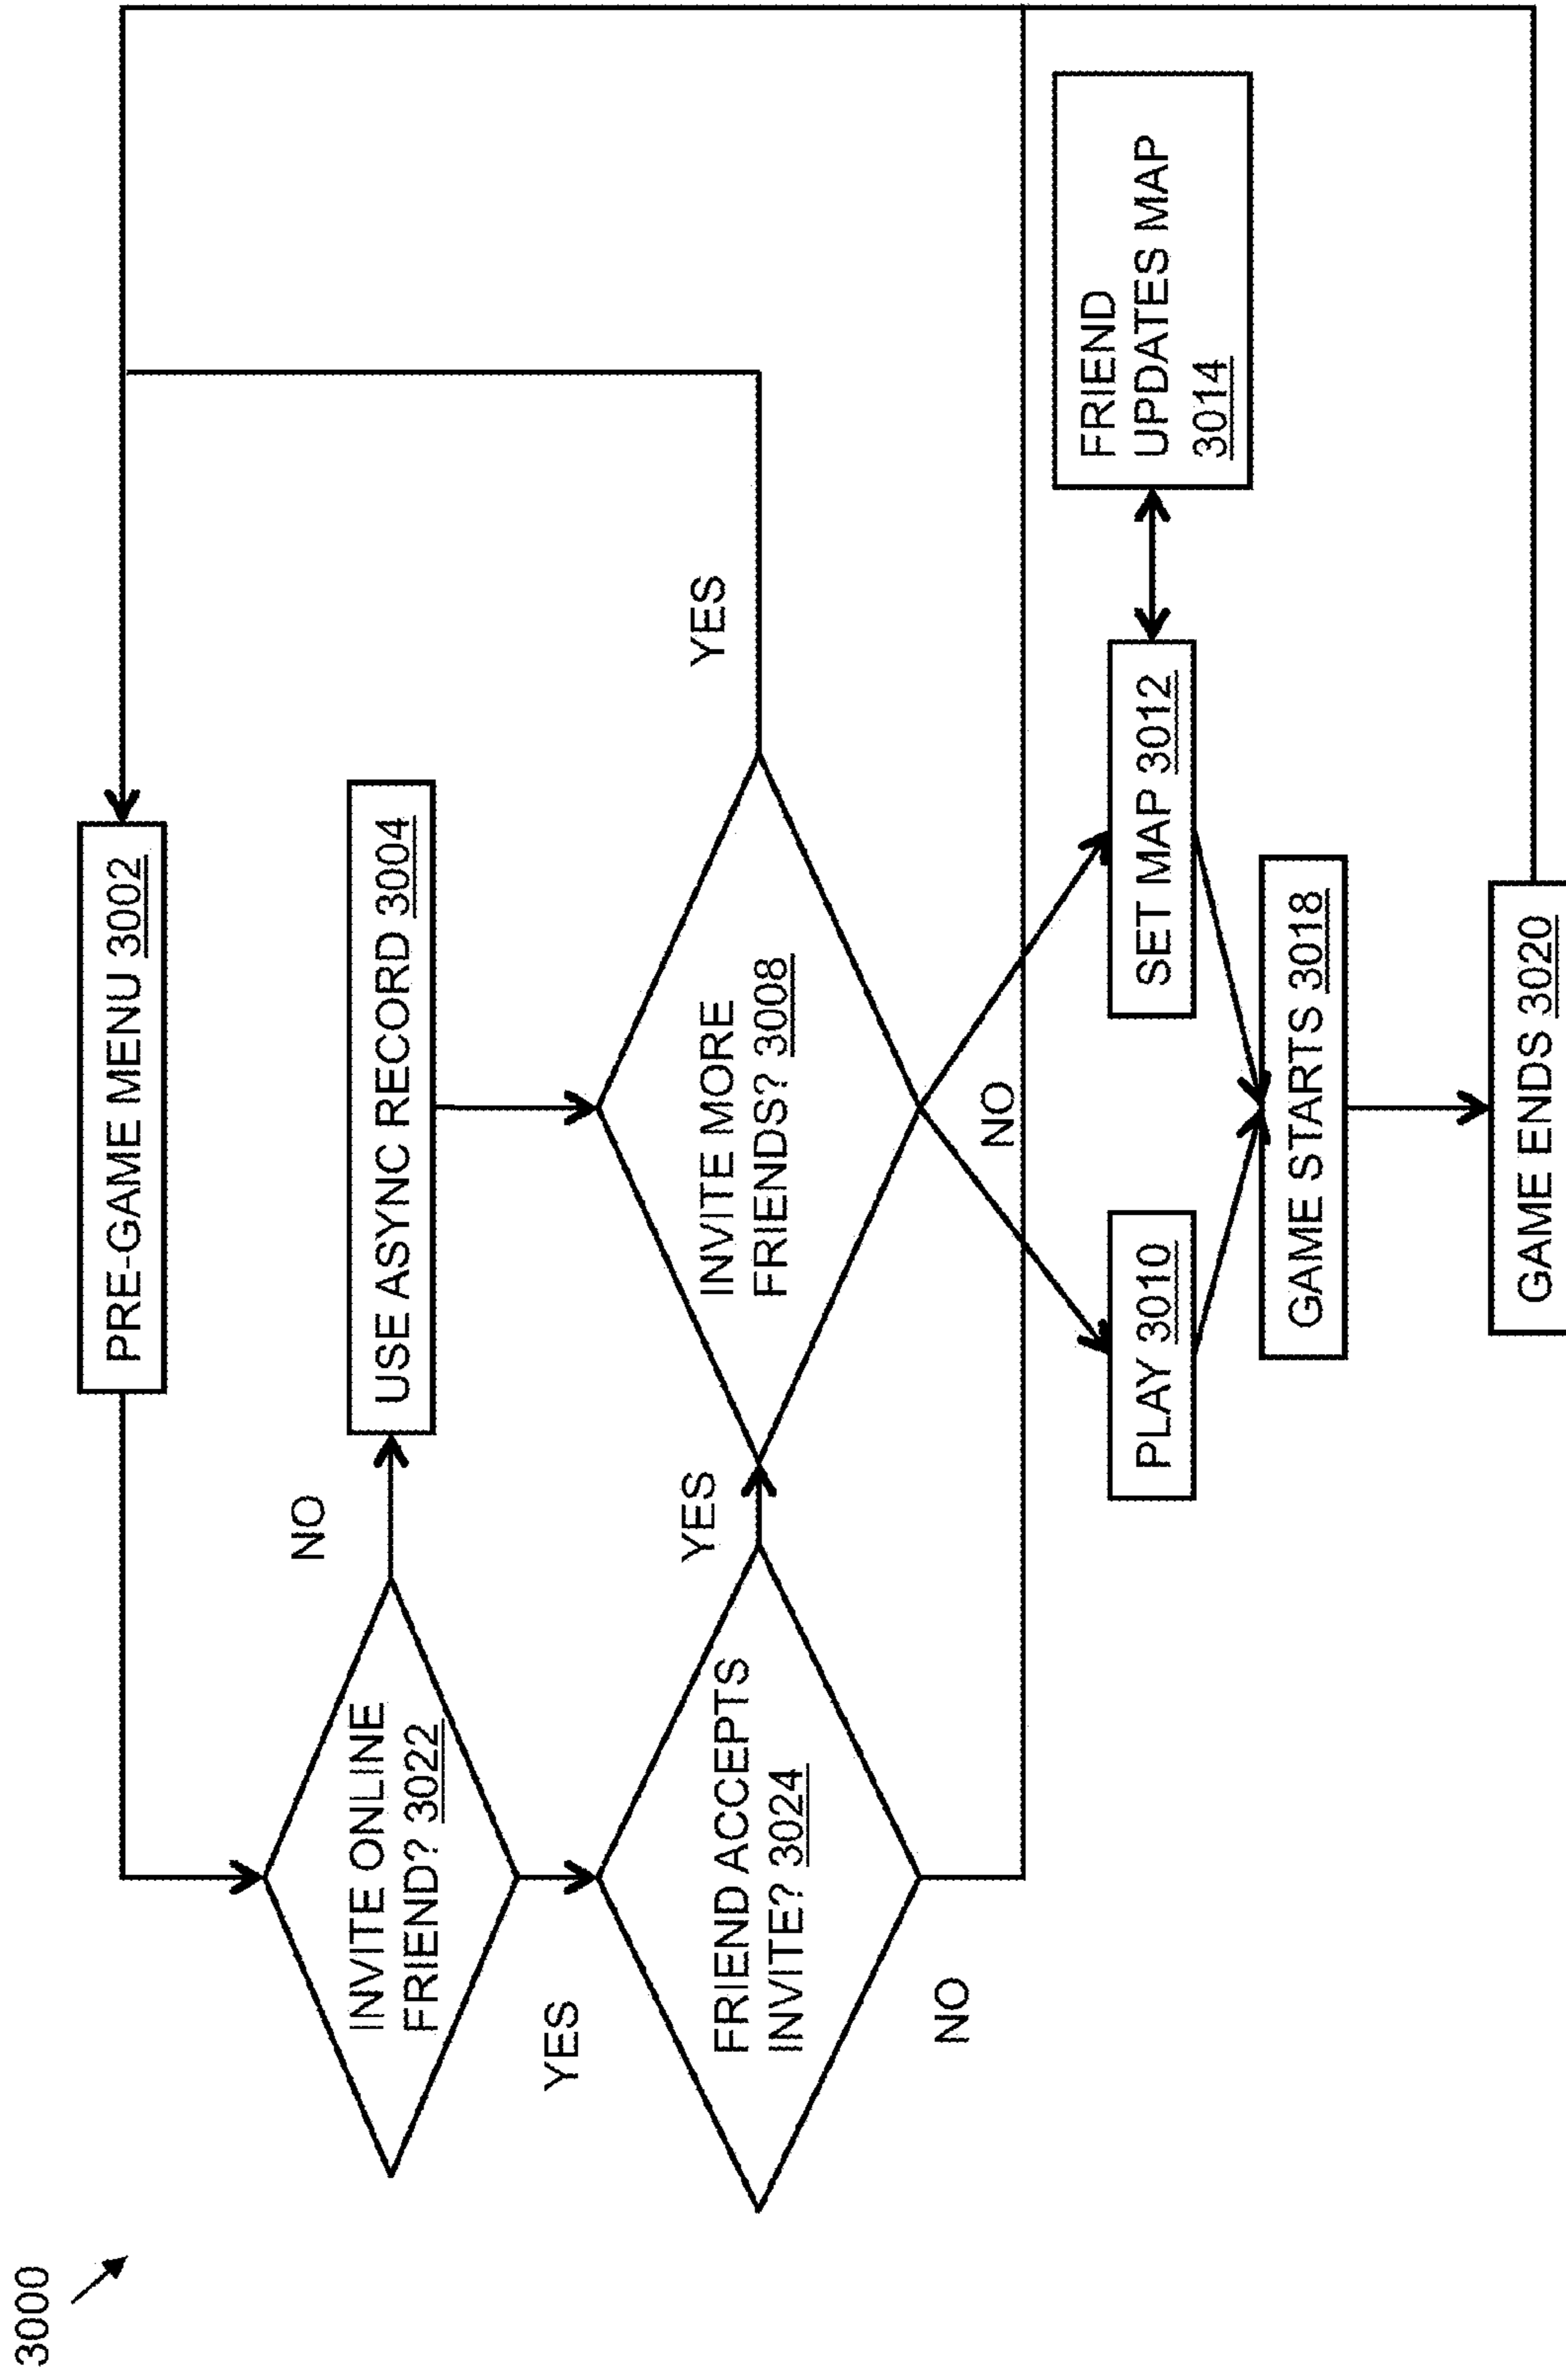 3000
PRE-GAME MENU 3002
INVITE ONLINE
FRIEND? 3022
NO
USE ASYNC RECORD 3004
YES
FRIEND ACCEPTS
INVITE? 3024
YES
INVITE MORE
FRIENDS? 3008
YES
NO
NO
PLAY 3010
SET MAP 3012
FRIEND
UPDATES MAP
3014
GAME STARTS 3018
GAME ENDS 3020